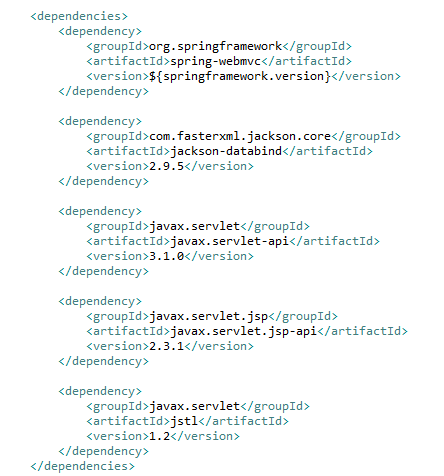 <dependencies>
<dependency>
<groupId>org.springframework</groupId>
<artifactId>spring-webmvc</artifactId>
<version>${springframework.version}</version>
</dependency>
<dependency>
<groupId>com.fasterxml.jackson.core</groupId>
<artifactId>jackson-databind</artifactId>
<version>2.9.5</version>
</dependency>
<dependency>
<groupId>javax.servlet</groupId>
<artifactId>javax.servlet-api</artifactId>
<version>3.1.0</version>
</dependency>
<dependency>
<groupId>javax.servlet.jsp</groupId>
<artifactId>javax.servlet.jsp-api</artifactId>
<version>2.3.1</version>
</dependency>
<dependency>
<groupId>javax.servlet</groupId>
<artifactId>jstl</artifactId>
<version>1.2</version>
</dependency>
</dependencies>